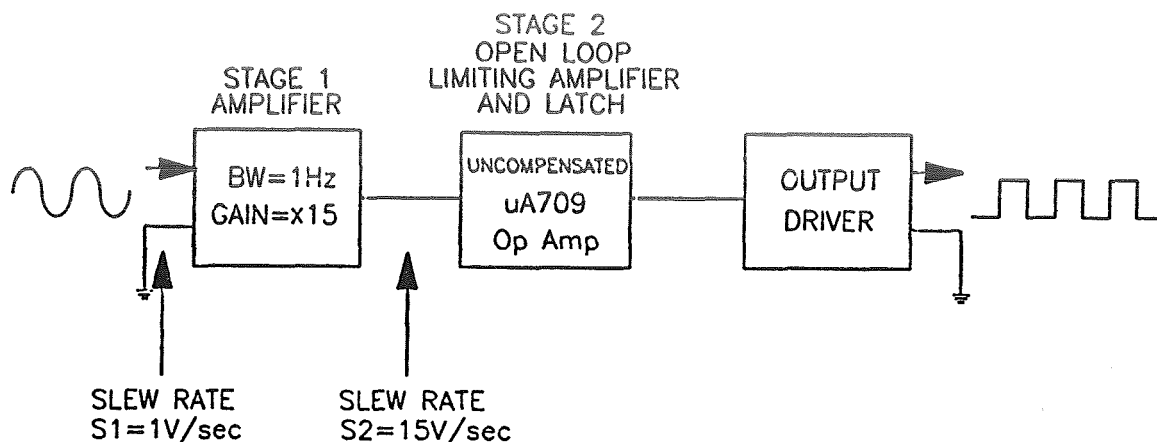 STAGE 1
AMPLIFIER
STAGE 2
OPEN LOOP
LIMITING AMPLIFIER
AND LATCH
BW=1Hz
GAIN=x15
UNCOMPENSATED
uA709
Op Amp
OUTPUT
DRIVER
SLEW RATE
S1=1V/sec
SLEW RATE
S2=15V/sec